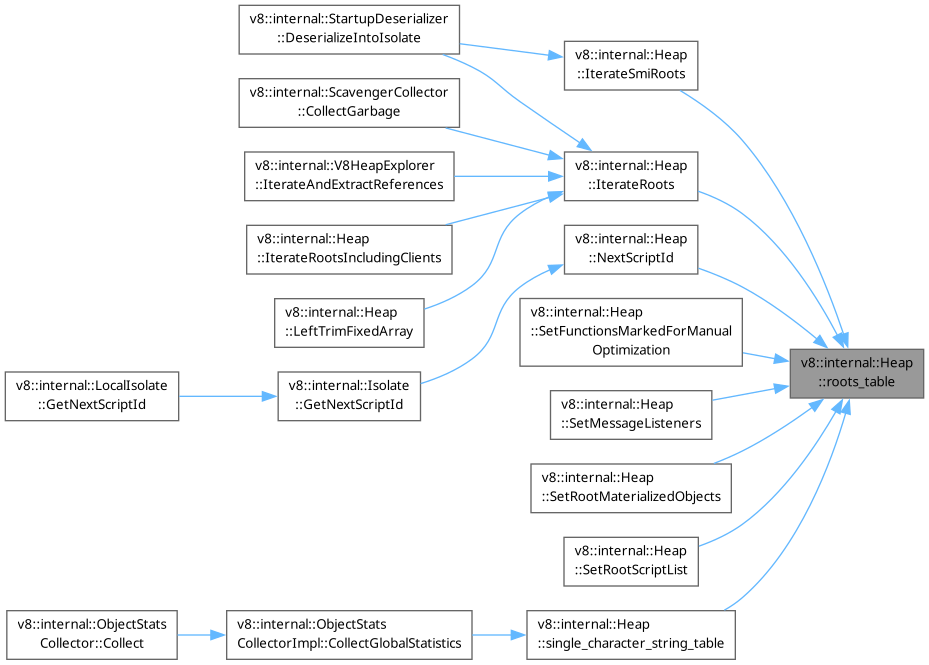 v8::internal::StartupDeserializer
::DeserializeIntoIsolate
v8::internal::Heap
::IterateSmiRoots
v8::internal::ScavengerCollector
::CollectGarbage
v8::internal::V8HeapExplorer
::IterateAndExtractReferences
v8::internal::Heap
::IterateRoots
v8::internal::Heap
::IterateRootsIncludingClients
v8::internal::Heap
::NextScriptId
v8::internal::Heap
::LeftTrimFixedArray
v8::internal::Heap
::SetFunctionsMarkedForManual
Optimization
v8::internal::Heap
::roots_table
v8::internal::LocalIsolate
::GetNextScriptId
v8::internal::Isolate
::GetNextScriptId
v8::internal::Heap
::SetMessageListeners
v8::internal::Heap
::SetRootMaterializedObjects
v8::internal::Heap
::SetRootScriptList
v8::internal::ObjectStats
Collector::Collect
v8::internal::ObjectStats
CollectorImpl::CollectGlobalStatistics
v8::internal::Heap
::single_character_string_table